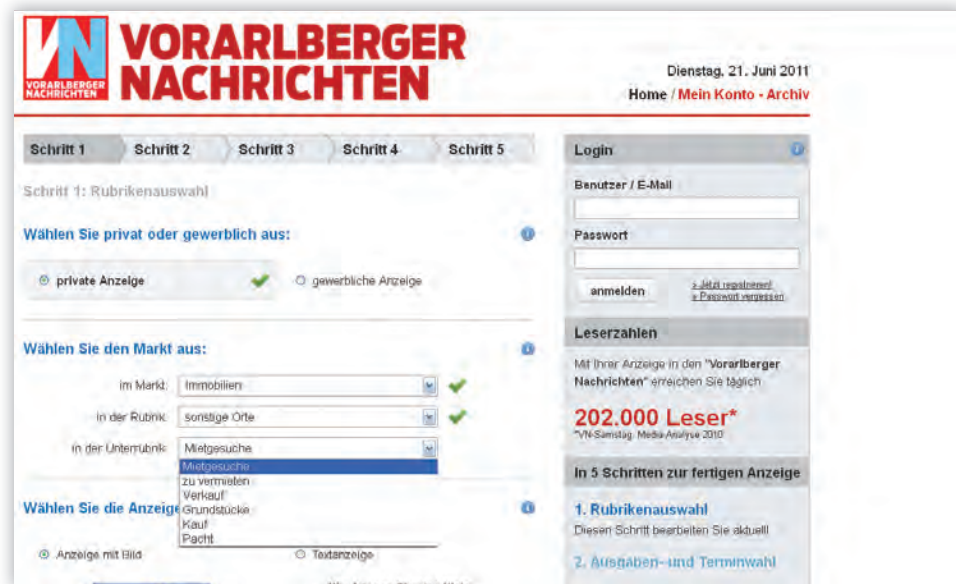 VN
VORARLBERGER
NACHRICHTEN
VORARLBERGER
NACHRICHTEN
Dienstag, 21. Juni 2011
Home / Mein Konto - Archiv
Schritt 1
Schritt 2
Schritt 3
Schritt 4
Schritt 5
Schritt 1: Rubrikenauswahl
Wählen Sie privat oder gewerblich aus:
private Anzeige
gewerbliche Anzeige
Wählen Sie den Markt aus:
im Markt: Immobilien
in der Rubrik: sonstige Orte
in der Unterrubrik: Mietgesuche
Mietgesuche
zu vermieten
Verkauf
Grundstücke
Kauf
Pacht
Wählen Sie die Anzeige
Anzeige mit Bild
Textanzeige
Login
Benutzer / E-Mail
Passwort
anmelden
» Jetzt registrieren!
» Passwort vergessen
Leserzahlen
Mit Ihrer Anzeige in den "Vorarlberger
Nachrichten" erreichen Sie täglich
202.000 Leser*
*VN-Samstag, Media-Analyse 2010
In 5 Schritten zur fertigen Anzeige
1. Rubrikenauswahl
Diesen Schritt bearbeiten Sie aktuell!
2. Ausgaben- und Terminwahl